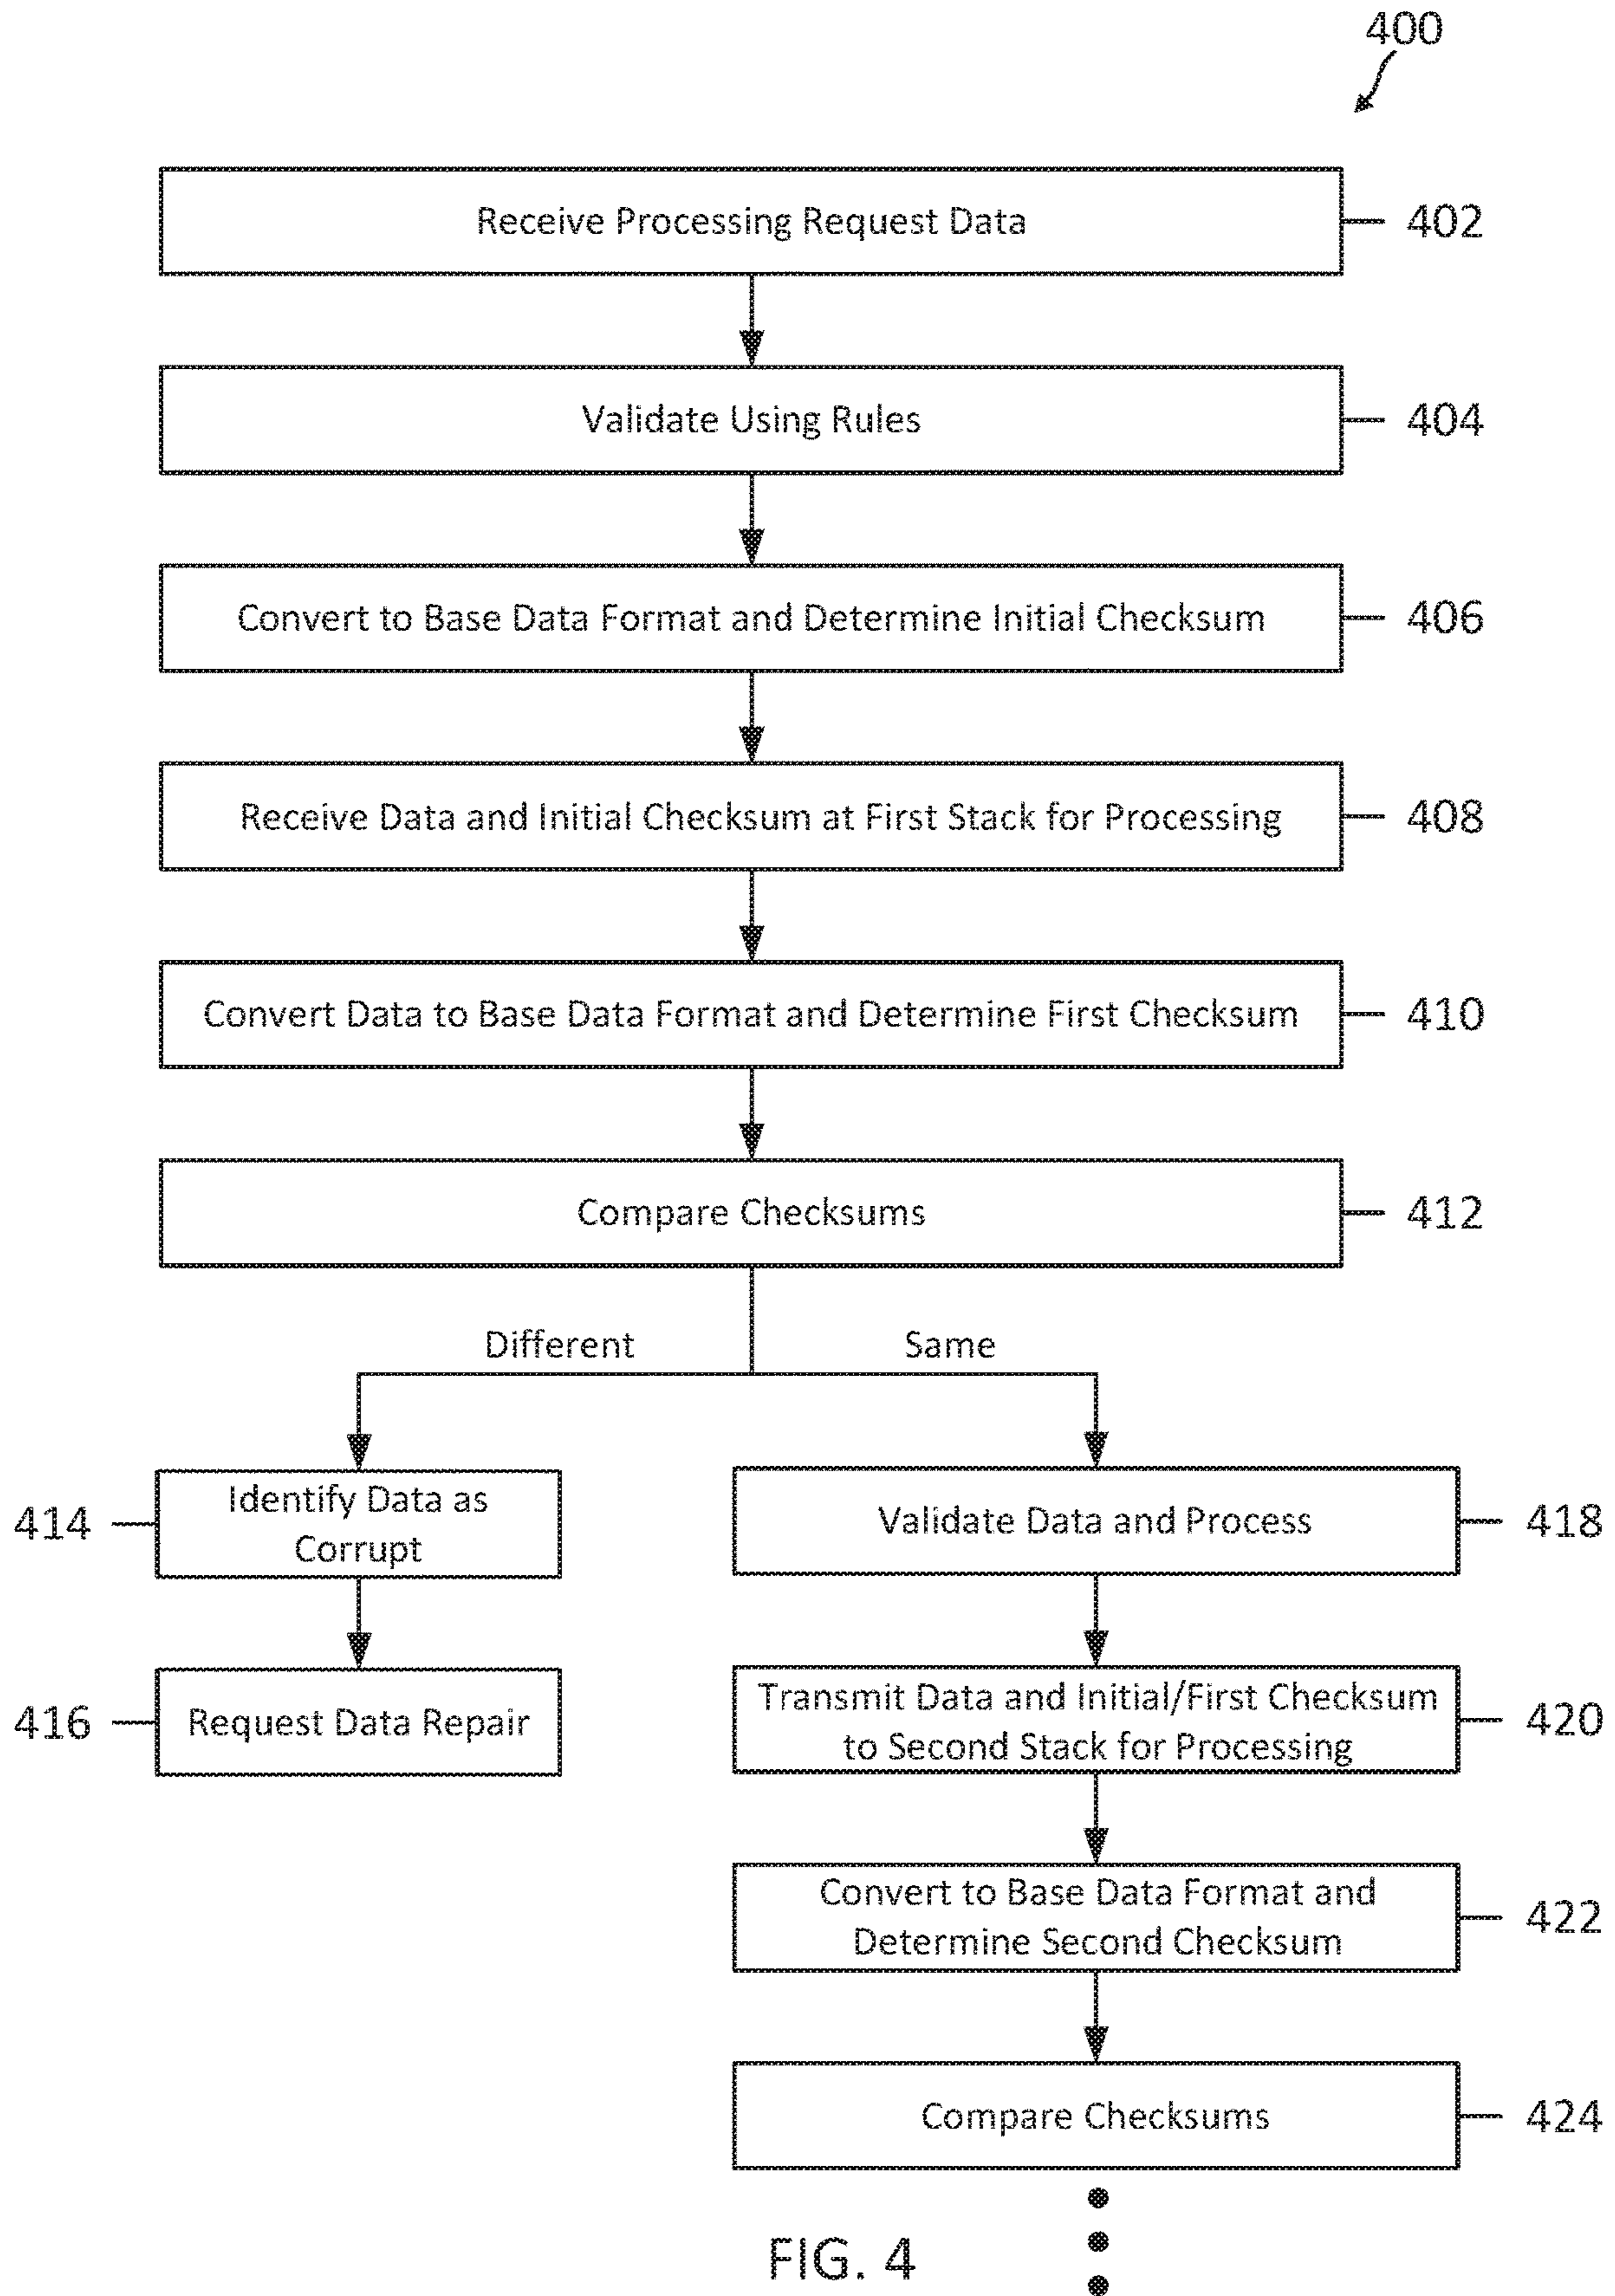 400
Receive Processing Request Data
402
Validate Using Rules
404
Convert to Base Data Format and Determine Initial Checksum
406
Receive Data and Initial Checksum at First Stack for Processing
408
Convert Data to Base Data Format and Determine First Checksum
410
Compare Checksums
412
Different
Same
414
Identify Data as
Corrupt
Validate Data and Process
418
416
Request Data Repair
Transmit Data and Initial/First Checksum
to Second Stack for Processing
420
Convert to Base Data Format and
Determine Second Checksum
422
Compare Checksums
424
FIG. 4